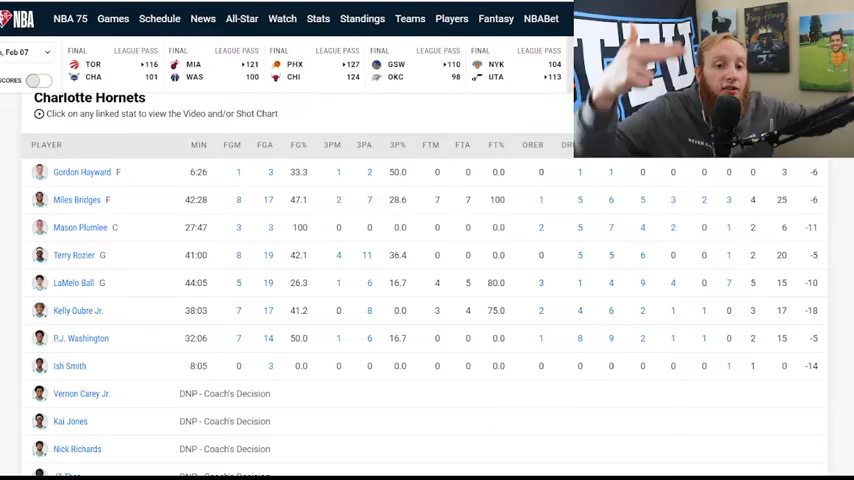 NBA NBA 75 Games Schedule News All-Star Watch Stats Standings Teams Players Fantasy NBABet
, Feb 07
SCORES
FINAL LEAGUE PASS
TOR 116
CHA 101
FINAL LEAGUE PASS
MIA 121
WAS 100
FINAL LEAGUE PASS
PHX 127
CHI 124
FINAL LEAGUE PASS
GSW 110
OKC 98
FINAL LEAGUE PASS
NYK 104
UTA 113
Charlotte Hornets
Click on any linked stat to view the Video and/or Shot Chart
PLAYER MIN FGM FGA FG% 3PM 3PA 3P% FTM FTA FT% OREB
Gordon Hayward F 6:26 1 3 33.3 1 2 50.0 0 0 0.0 0 1 1 0 0 0 0 0 3 -6
Miles Bridges F 42:28 8 17 47.1 2 7 28.6 7 7 100 1 5 6 5 3 2 3 4 25 -6
Mason Plumlee C 27:47 3 3 100 0 0 0.0 0 0 0.0 2 5 7 4 2 0 1 2 6 -11
Terry Rozier G 41:00 8 19 42.1 4 11 36.4 0 0 0.0 0 5 5 6 0 0 1 2 20 -5
LaMelo Ball G 44:05 5 19 26.3 1 6 16.7 4 5 80.0 3 1 4 9 4 0 7 5 15 -10
Kelly Oubre Jr. 38:03 7 17 41.2 0 8 0.0 3 4 75.0 2 4 6 2 1 1 0 3 17 -18
P.J. Washington 32:06 7 14 50.0 1 6 16.7 0 0 0.0 1 8 9 2 1 1 0 2 15 -5
Ish Smith 8:05 0 3 0.0 0 0 0.0 0 0 0.0 0 0 0 0 0 0 1 1 0 -14
Vernon Carey Jr. DNP - Coach's Decision
Kai Jones DNP - Coach's Decision
Nick Richards DNP - Coach's Decision